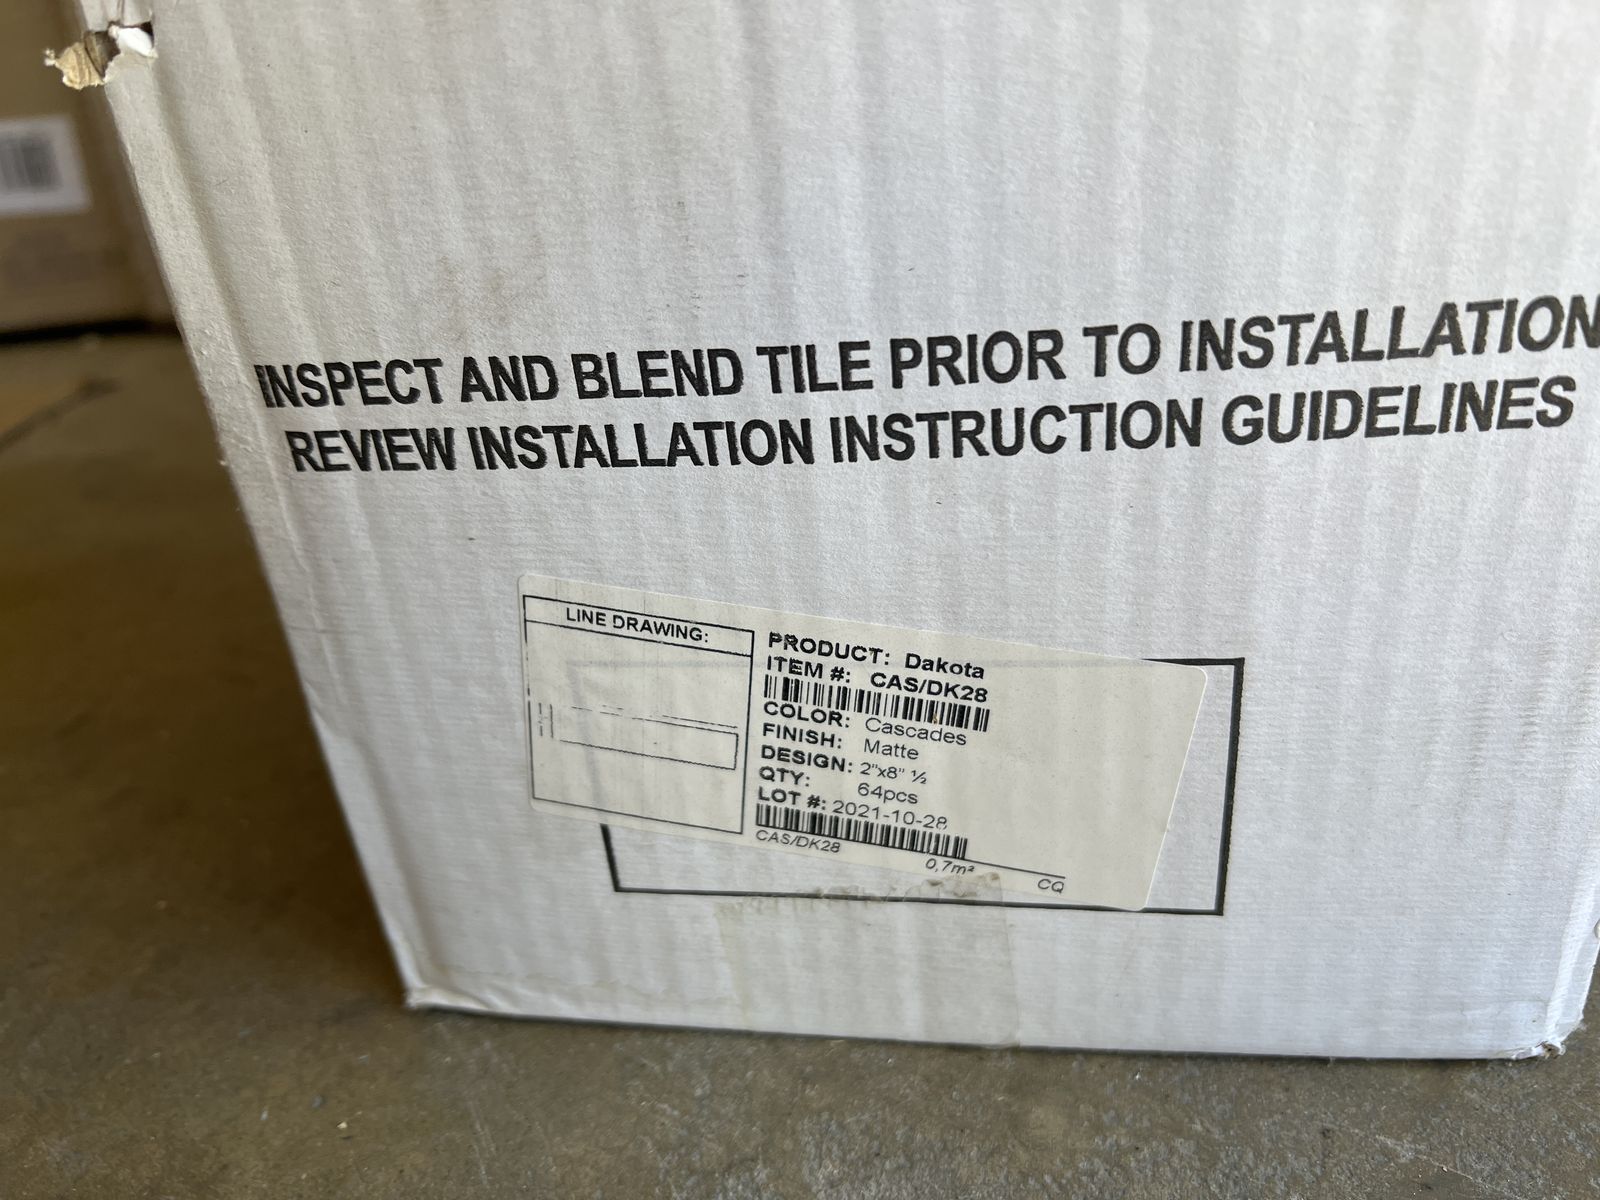 INSPECT AND BLEND TILE PRIOR TO INSTALLATION
REVIEW INSTALLATION INSTRUCTION GUIDELINES
LINE DRAWING:
PRODUCT: Dakota
ITEM #: CAS/DK28
COLOR: Cascades
FINISH: Matte
DESIGN: 2"x8" ½
QTY: 64pcs
LOT #: 2021-10-28
CAS/DK28 0,7m² CQ